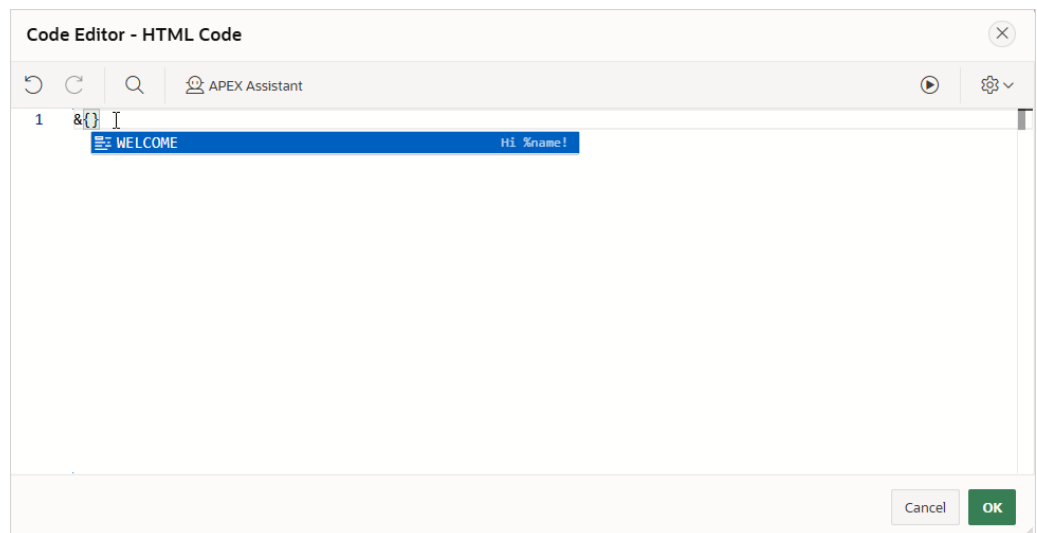 Code Editor - HTML Code
APEX Assistant
1 &{}
WELCOME Hi %name!
Cancel OK